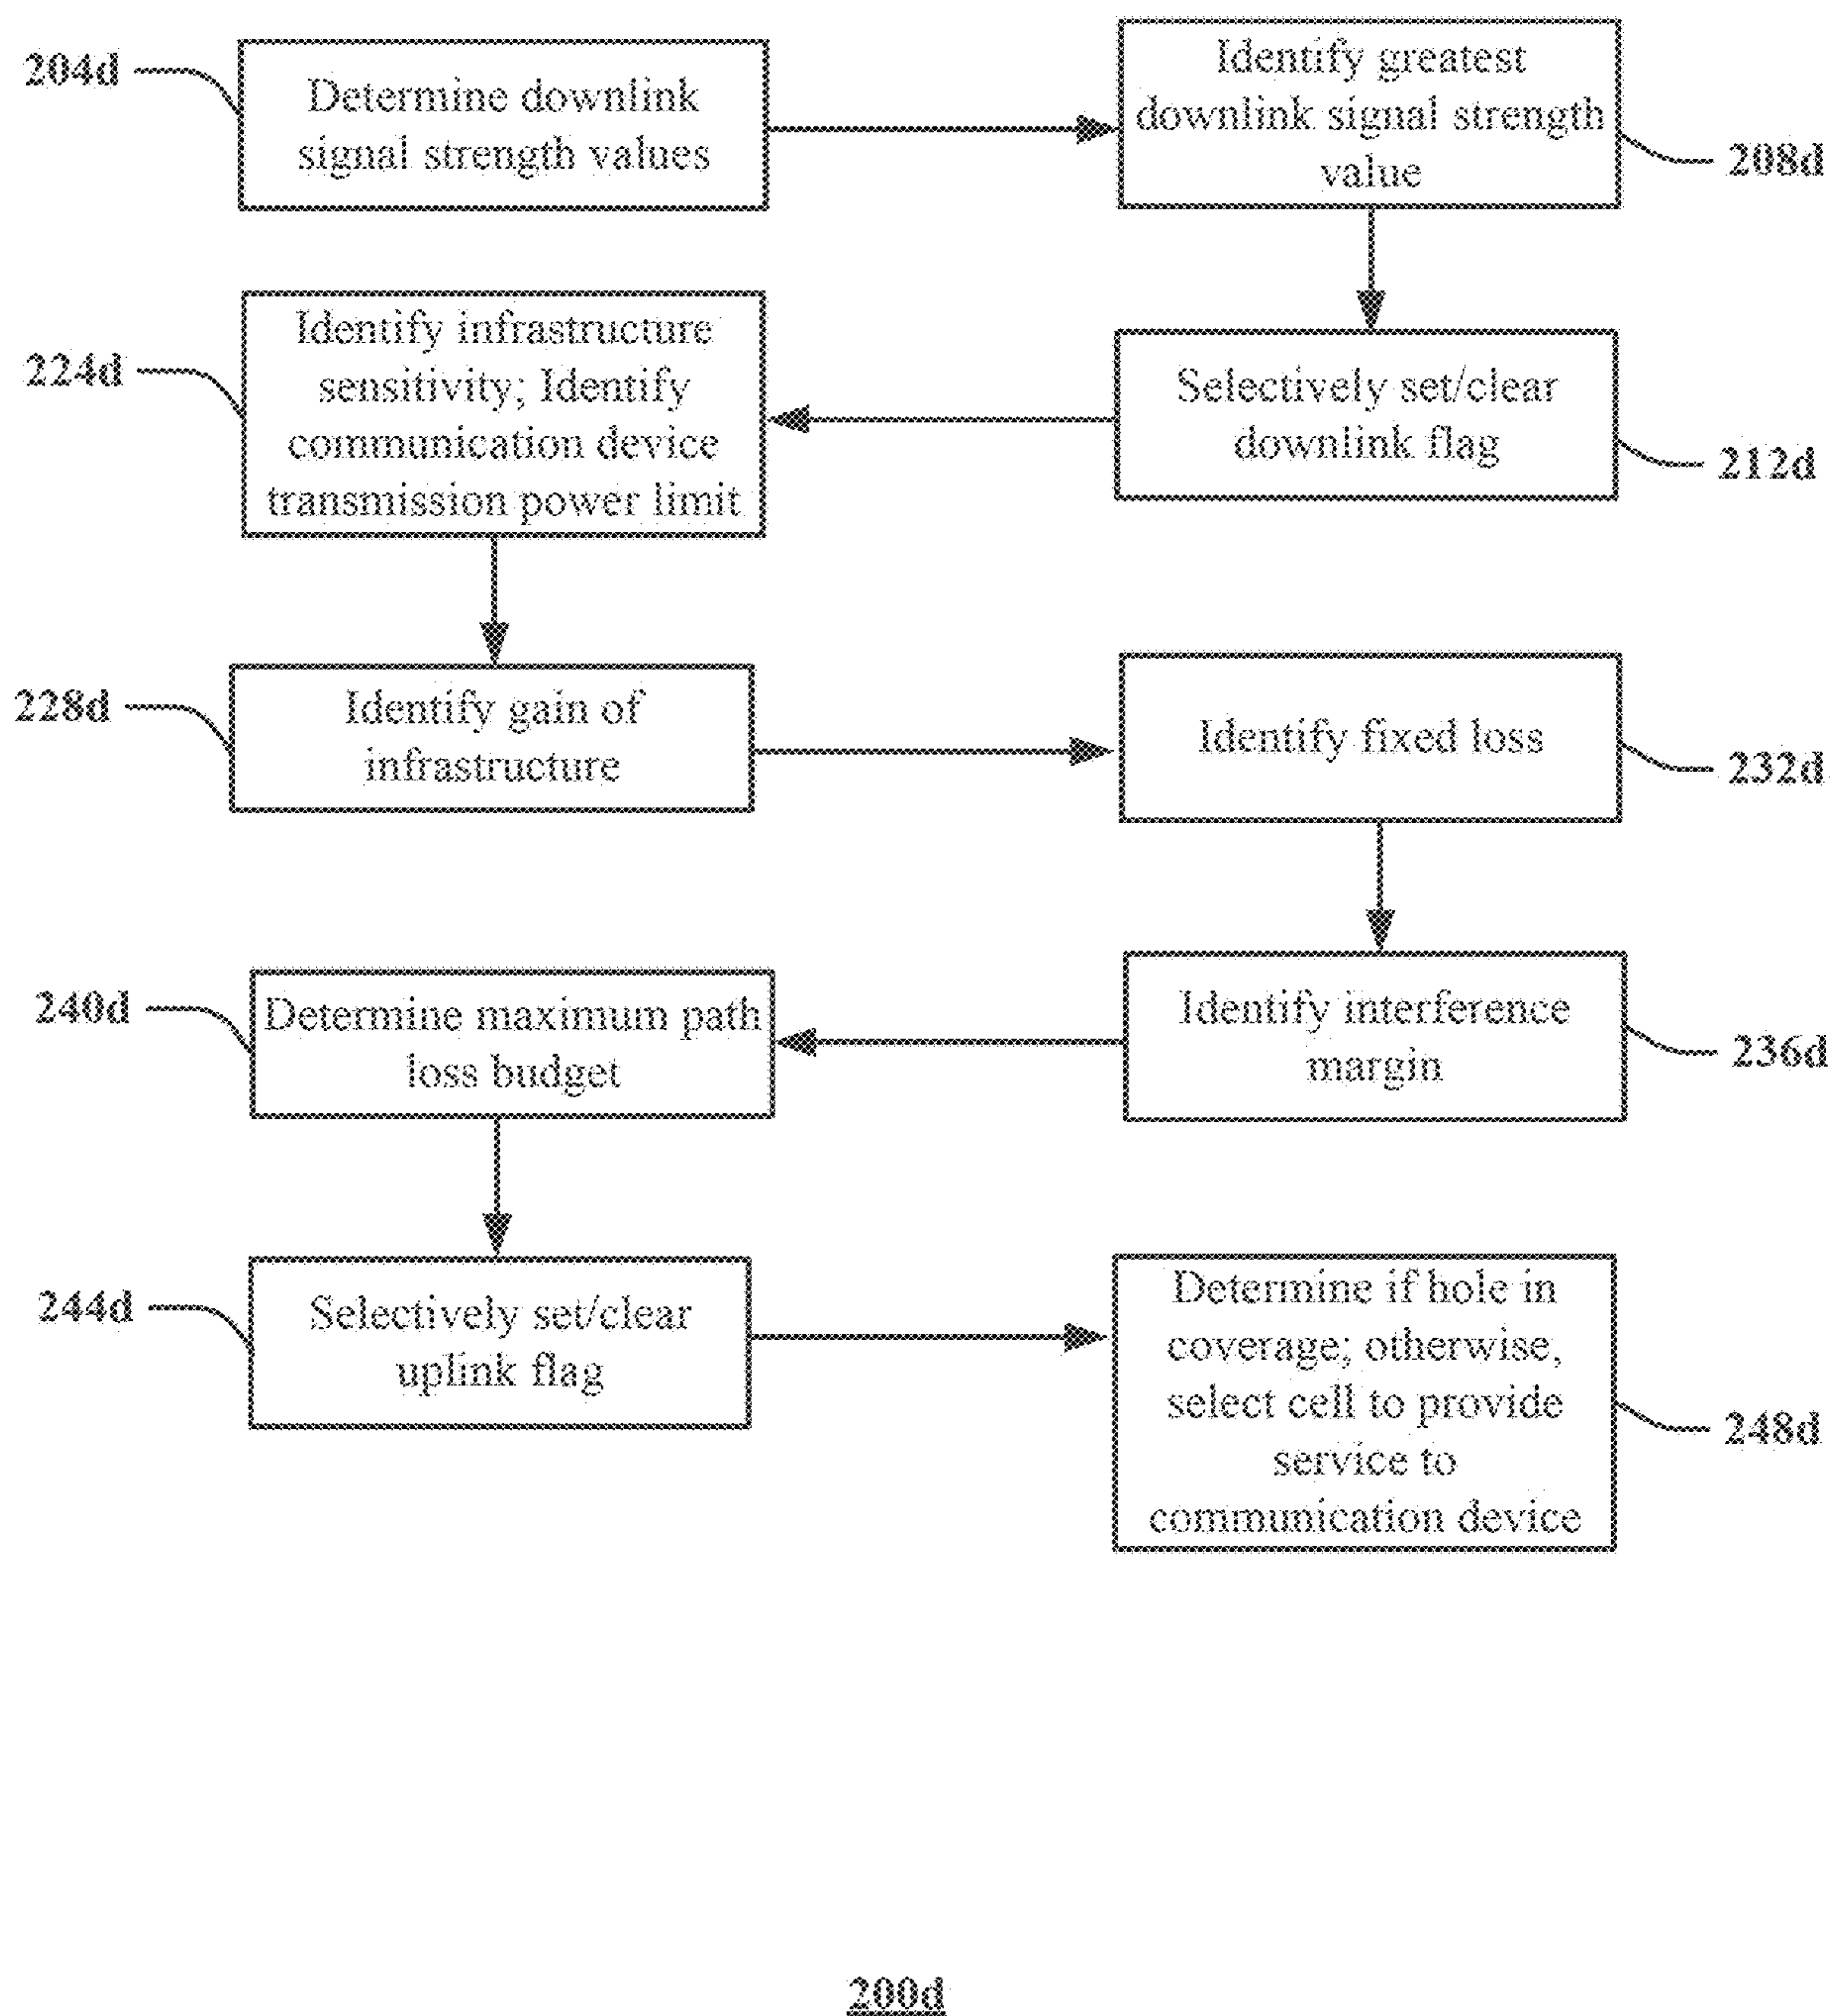 204d
Determine downlink
signal strength values
Identify greatest
downlink signal strength
value
208d
224d
Identify infrastructure
sensitivity; Identify
communication device
transmission power limit
Selectively set/clear
downlink flag
212d
228d
Identify gain of
infrastructure
Identify fixed loss
232d
240d
Determine maximum path
loss budget
Identify interference
margin
236d
244d
Selectively set/clear
uplink flag
Determine if hole in
coverage; otherwise,
select cell to provide
service to
communication device
248d
200d